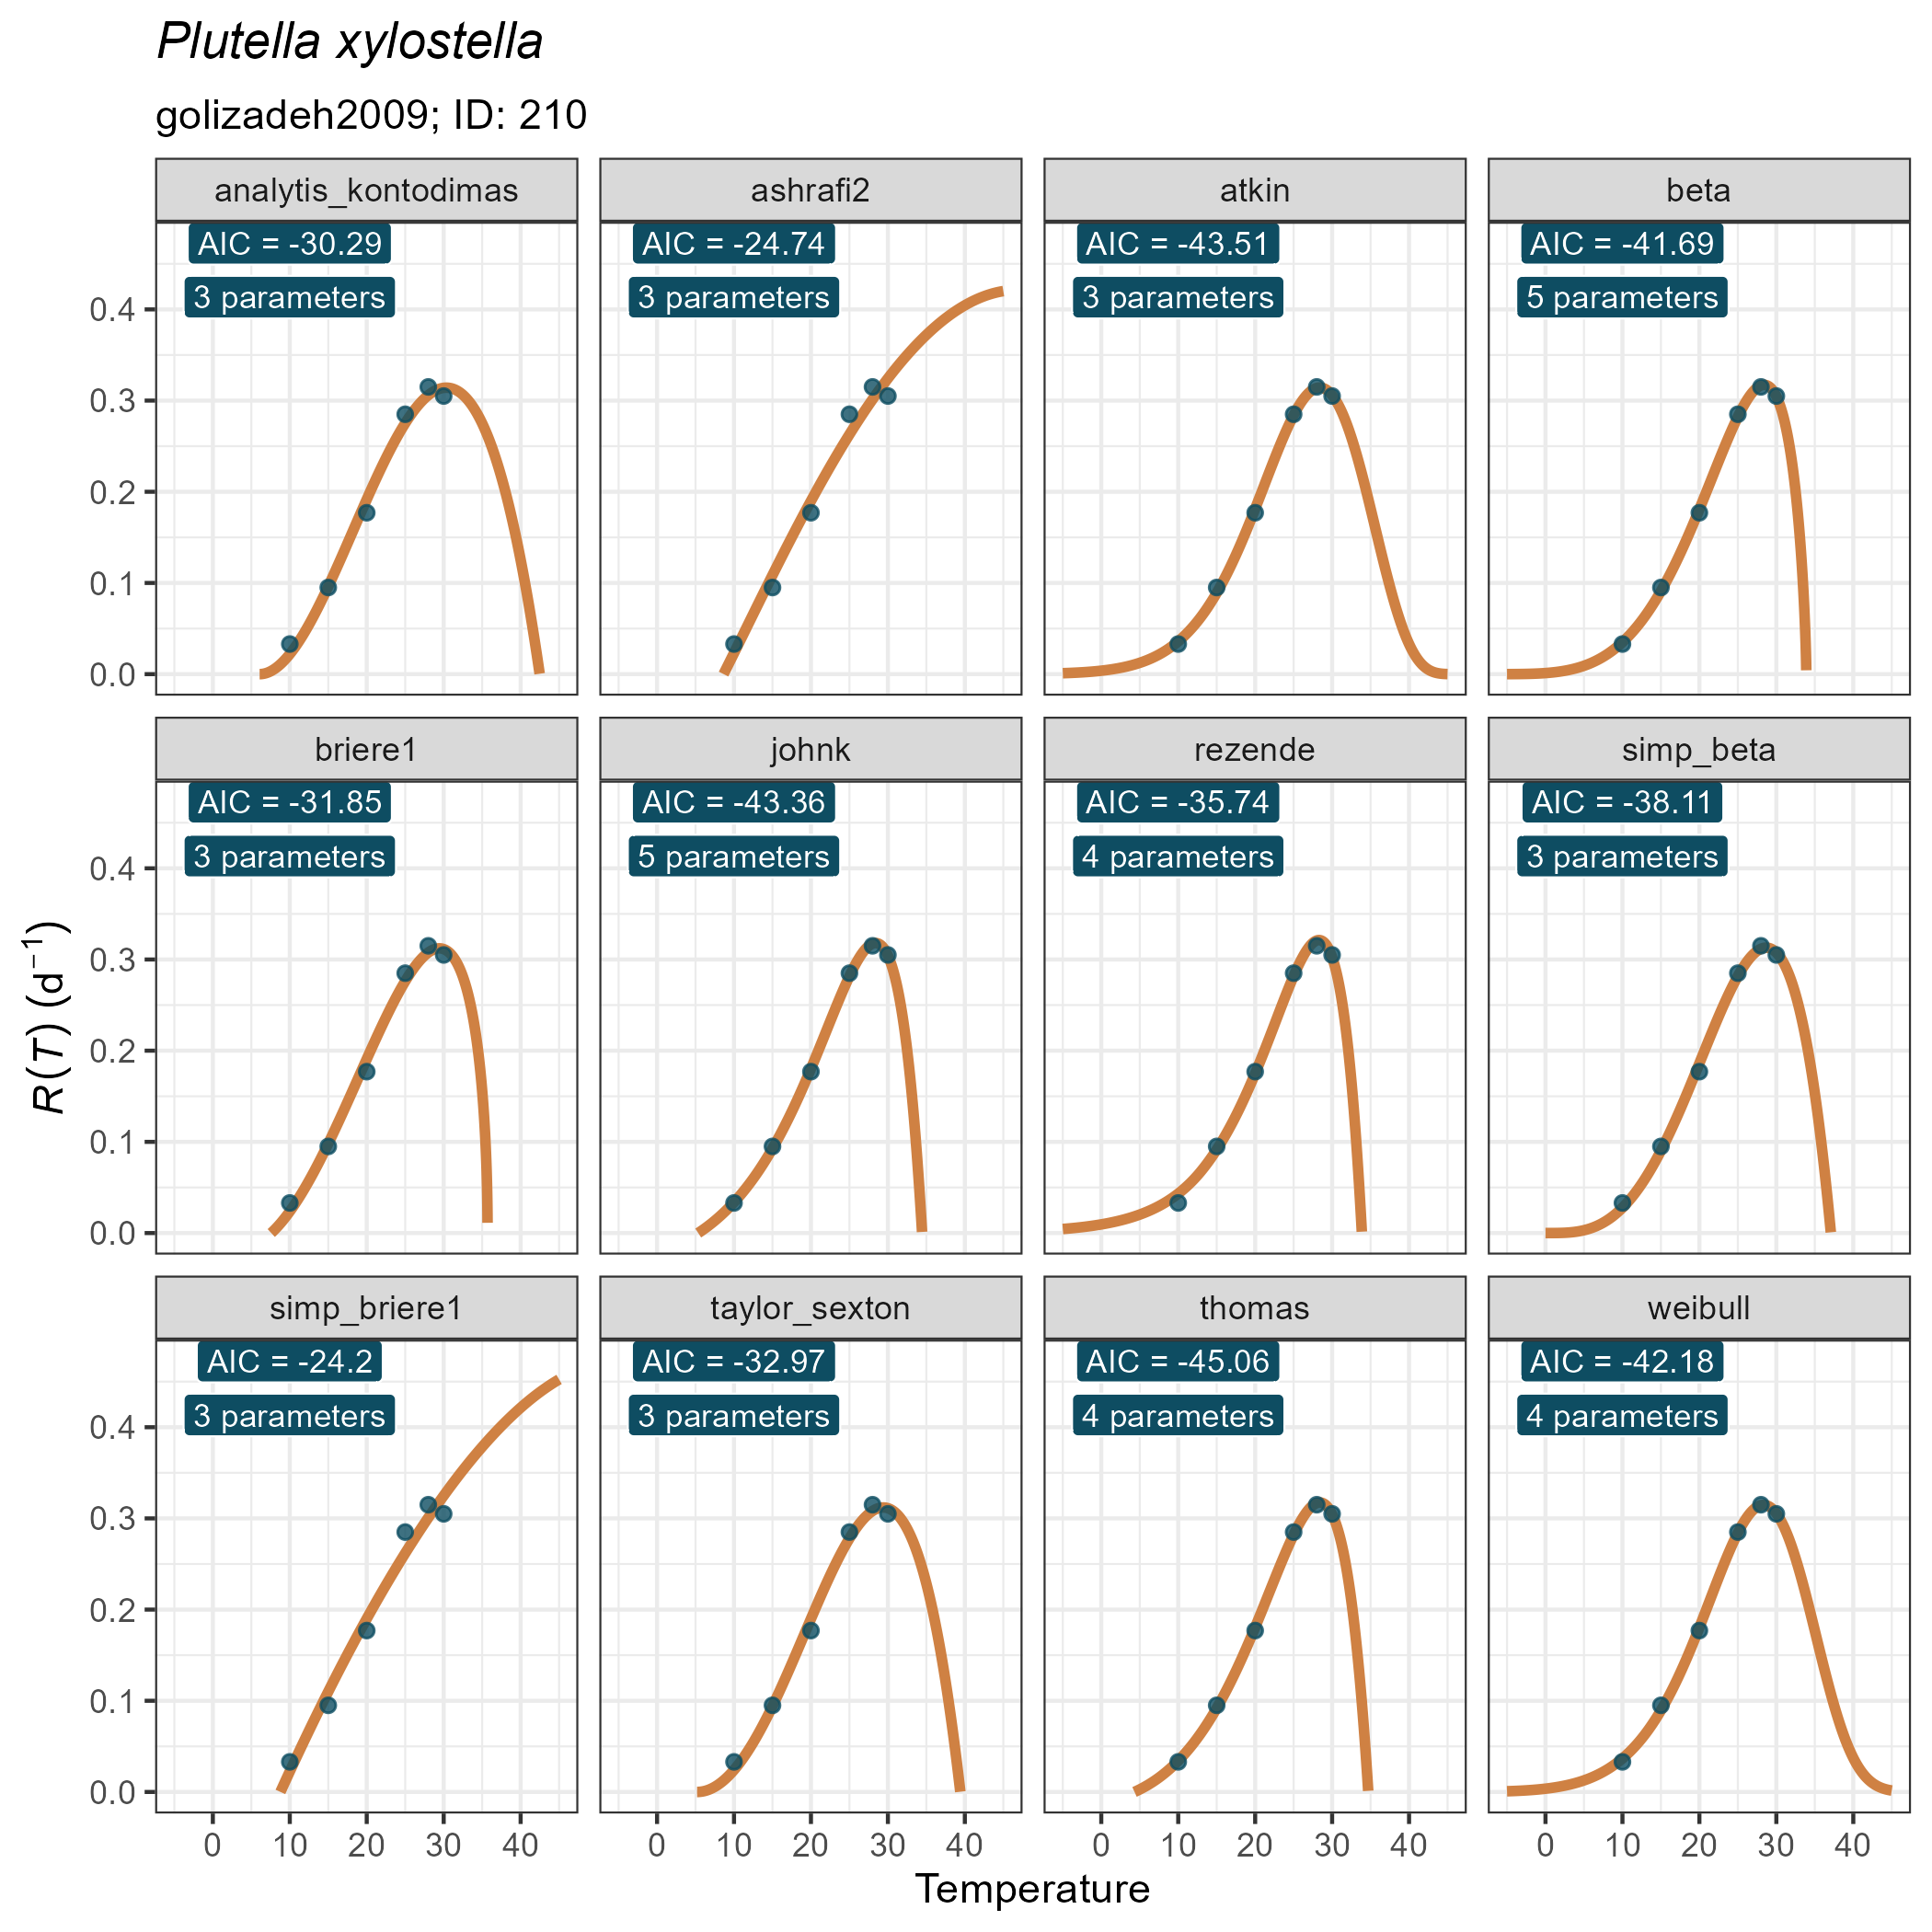 Plutella xylostella
golizadeh2009; ID: 210
analytis_kontodimas
ashrafi2
atkin
beta
AIC = -30.29
AIC = -24.74
AIC = -43.51
AIC = -41.69
3 parameters
3 parameters
3 parameters
5 parameters
0.4
0.3
0.2
0.1
0.0
briere1
johnk
rezende
simp_beta
AIC = -31.85
AIC = -43.36
AIC = -35.74
AIC = -38.11
3 parameters
5 parameters
4 parameters
3 parameters
0.4
0.3
0.2
0.1
0.0
R(T) (d⁻¹)
simp_briere1
taylor_sexton
thomas
weibull
AIC = -24.2
AIC = -32.97
AIC = -45.06
AIC = -42.18
3 parameters
3 parameters
4 parameters
4 parameters
0.4
0.3
0.2
0.1
0.0
0 10 20 30 40
0 10 20 30 40
0 10 20 30 40
0 10 20 30 40
Temperature